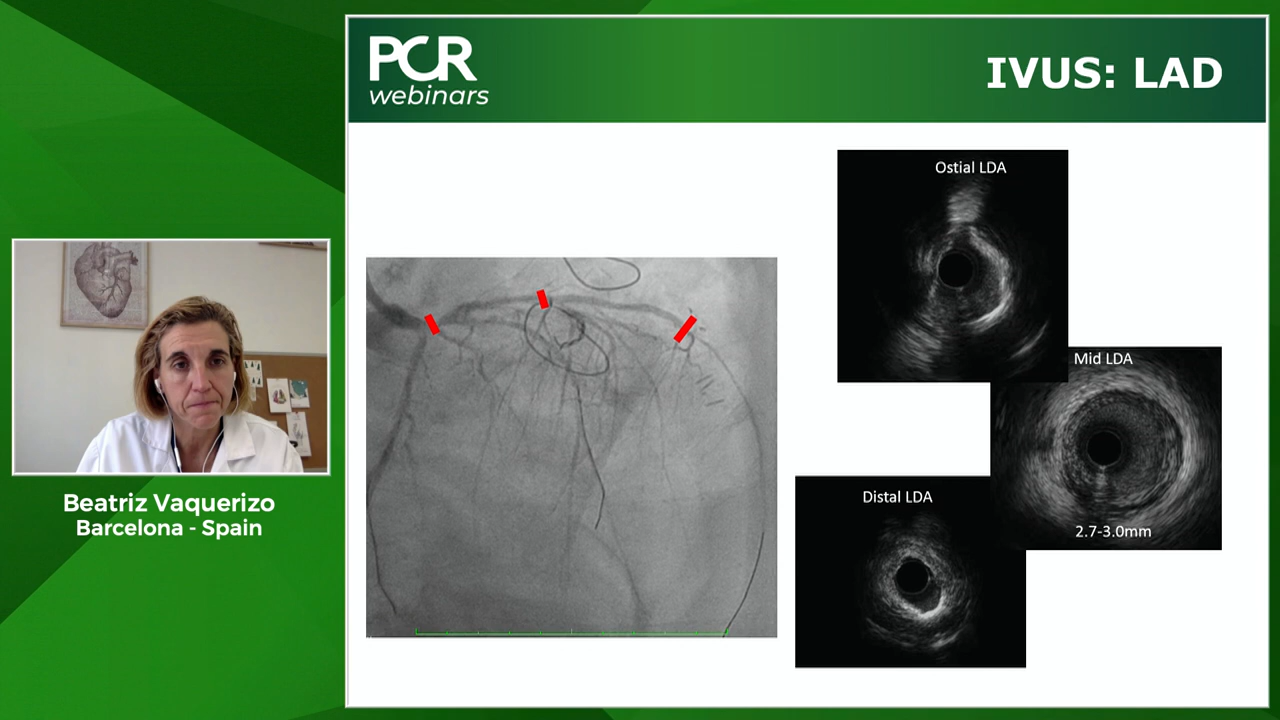 PCR
webinars
IVUS: LAD
Ostial LDA
Mid LDA
2.7-3.0mm
Distal LDA
Beatriz Vaquerizo
Barcelona - Spain